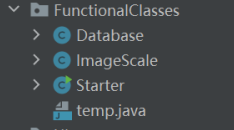 FunctionalClasses
Database
ImageScale
Starter
temp.java